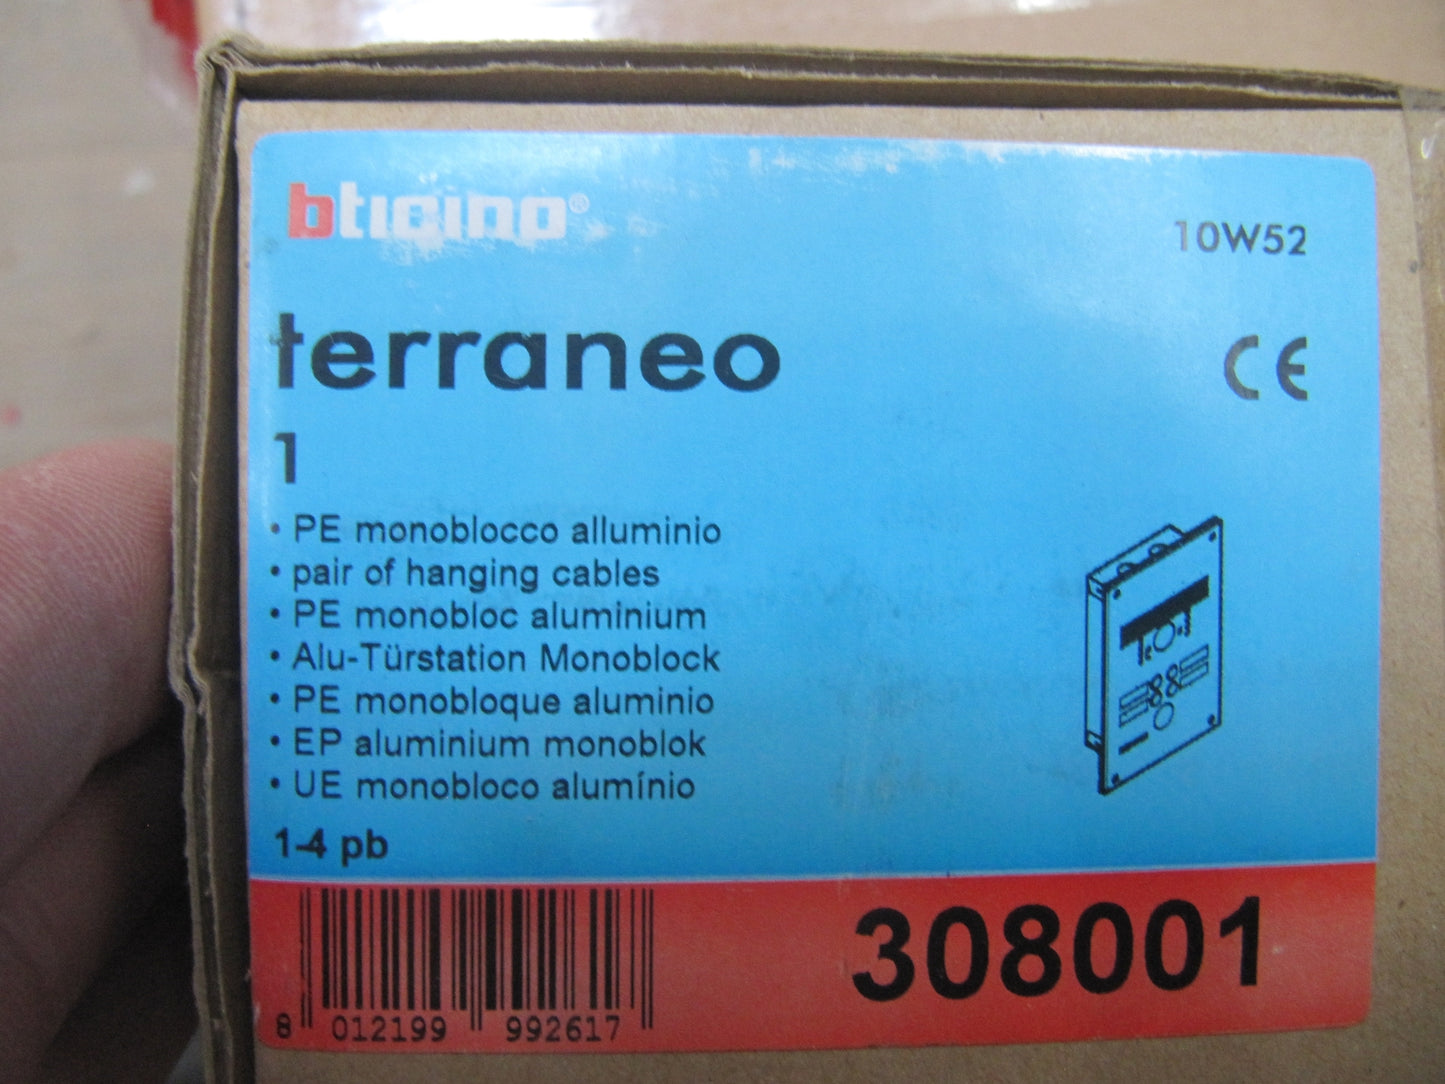 bticino®
10W52
terraneo
CE
1
• PE monoblocco alluminio
• pair of hanging cables
• PE monobloc aluminium
• Alu-Türstation Monoblock
• PE monobloque aluminio
• EP aluminium monoblok
• UE monobloco alumínio
1-4 pb
308001
8 012199 992617